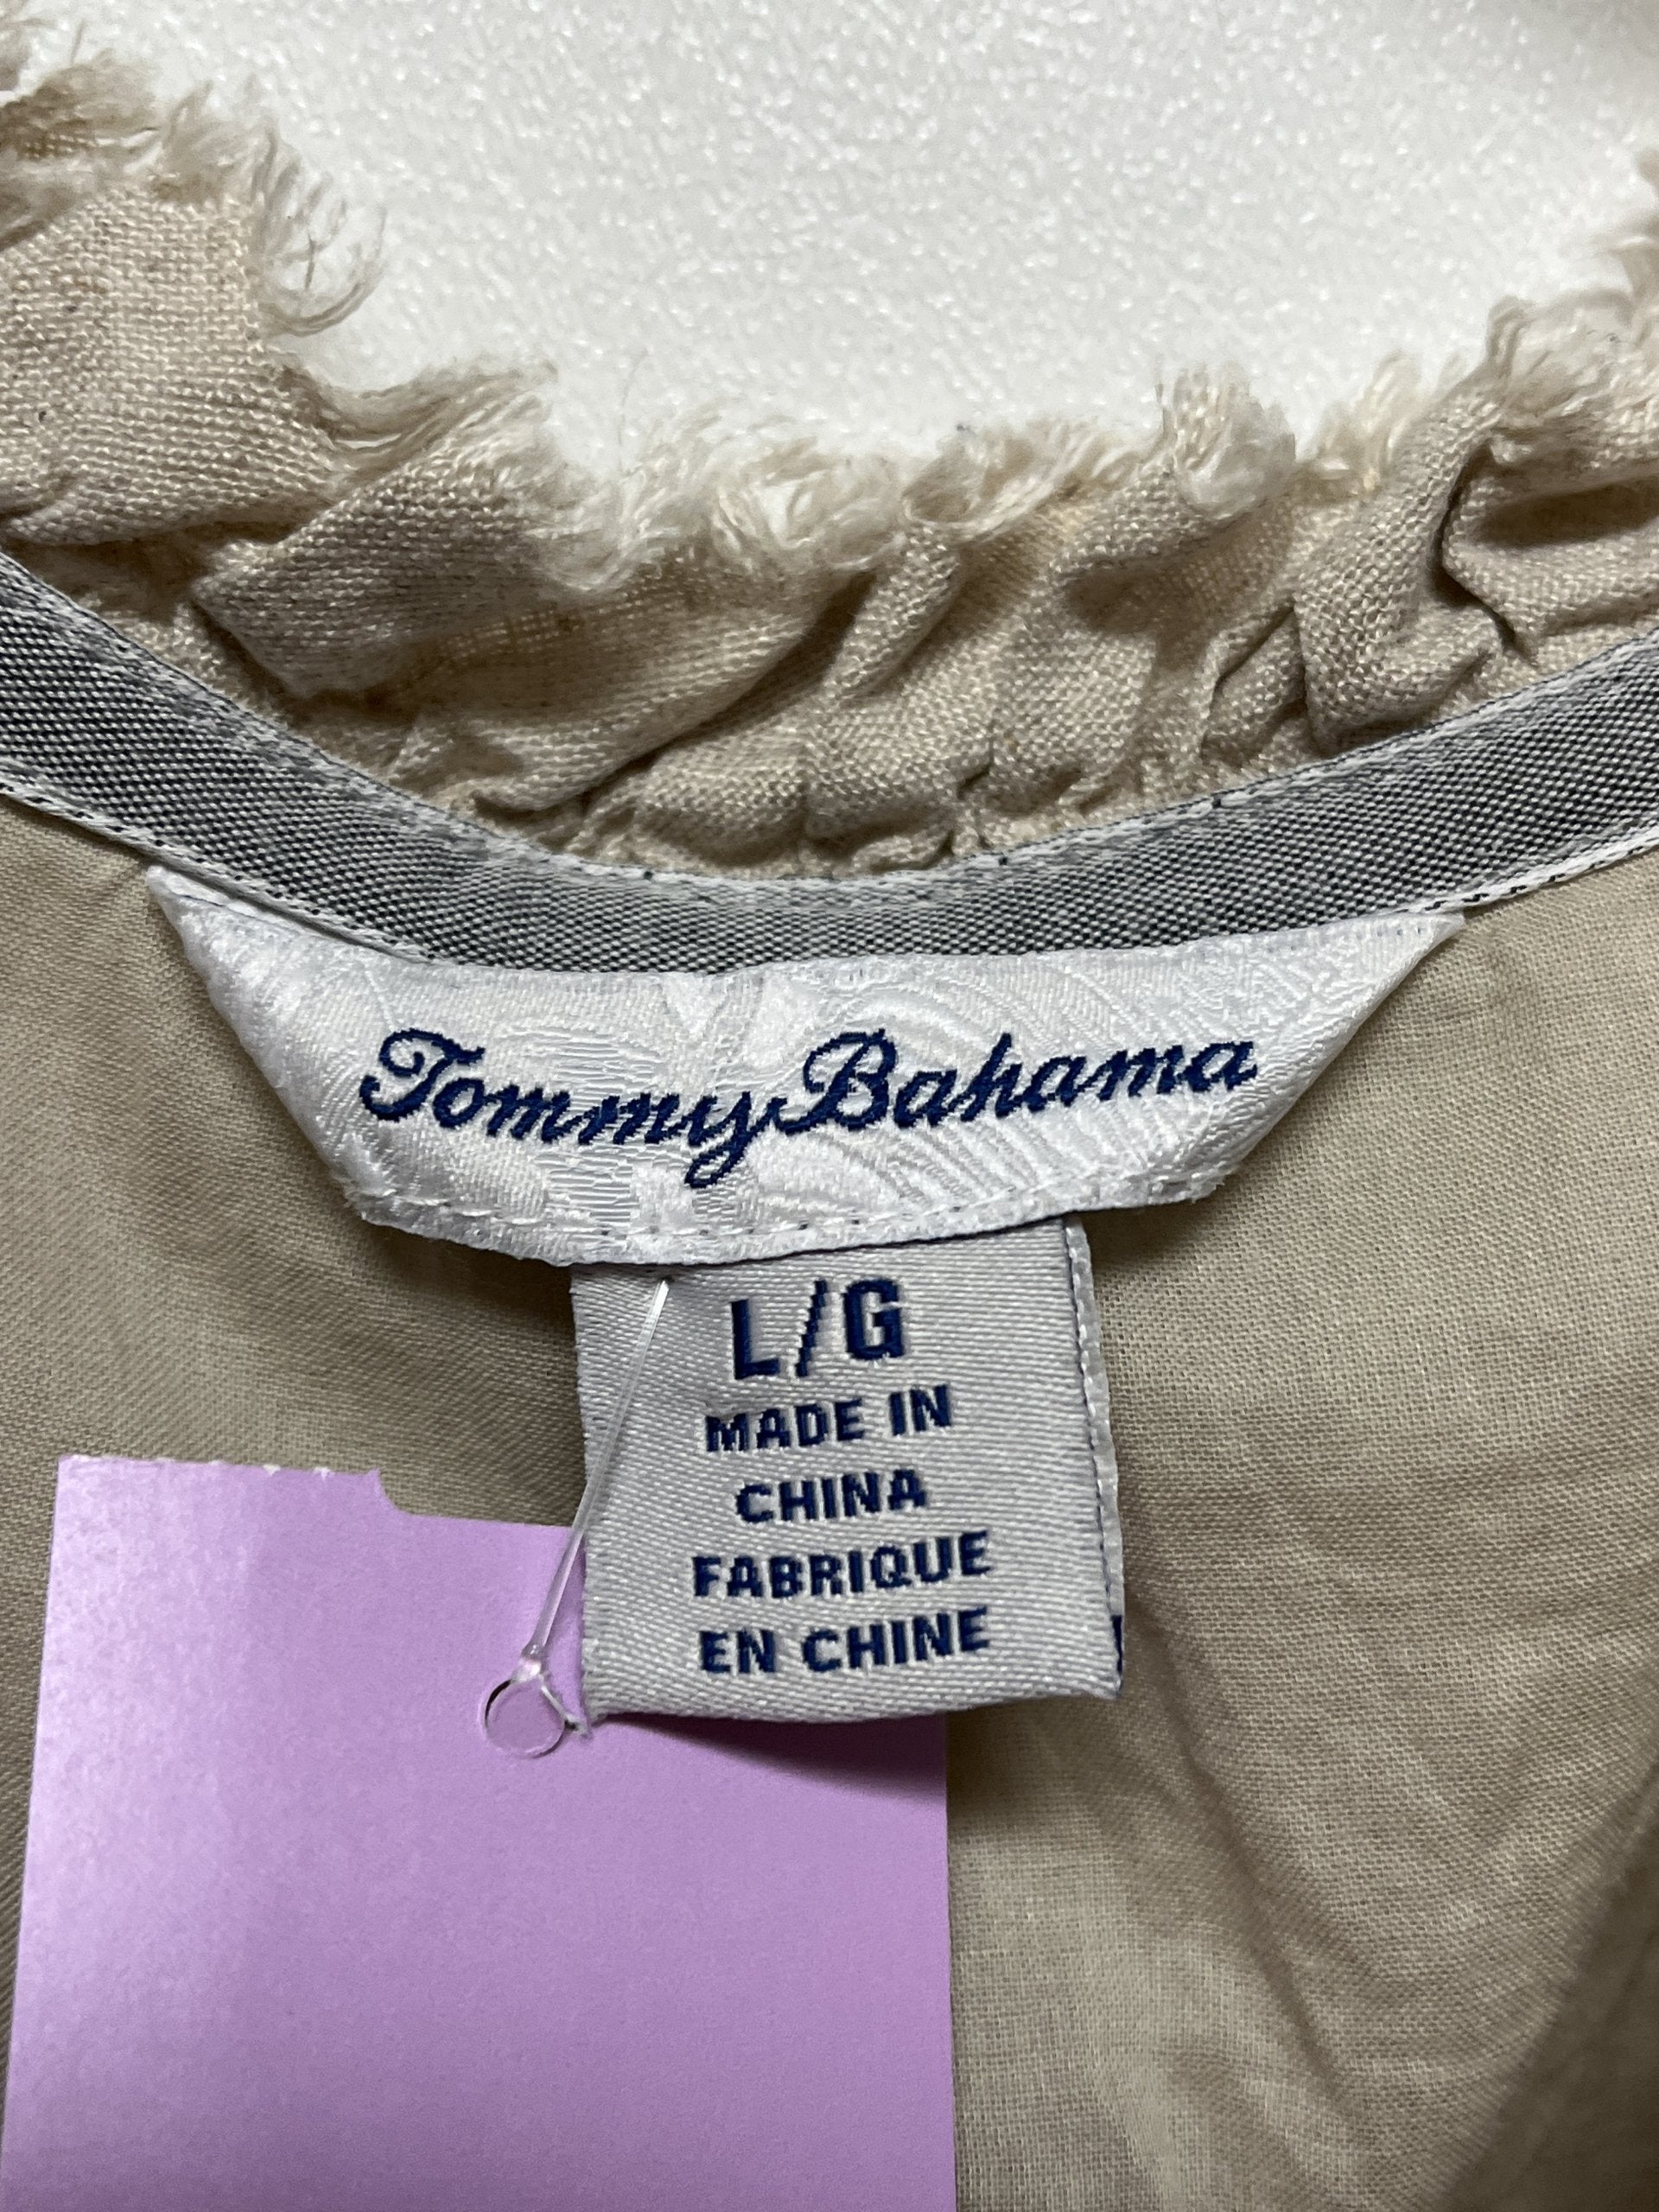 Tommy Bahama
L/G
MADE IN
CHINA
FABRIQUE
EN CHINE